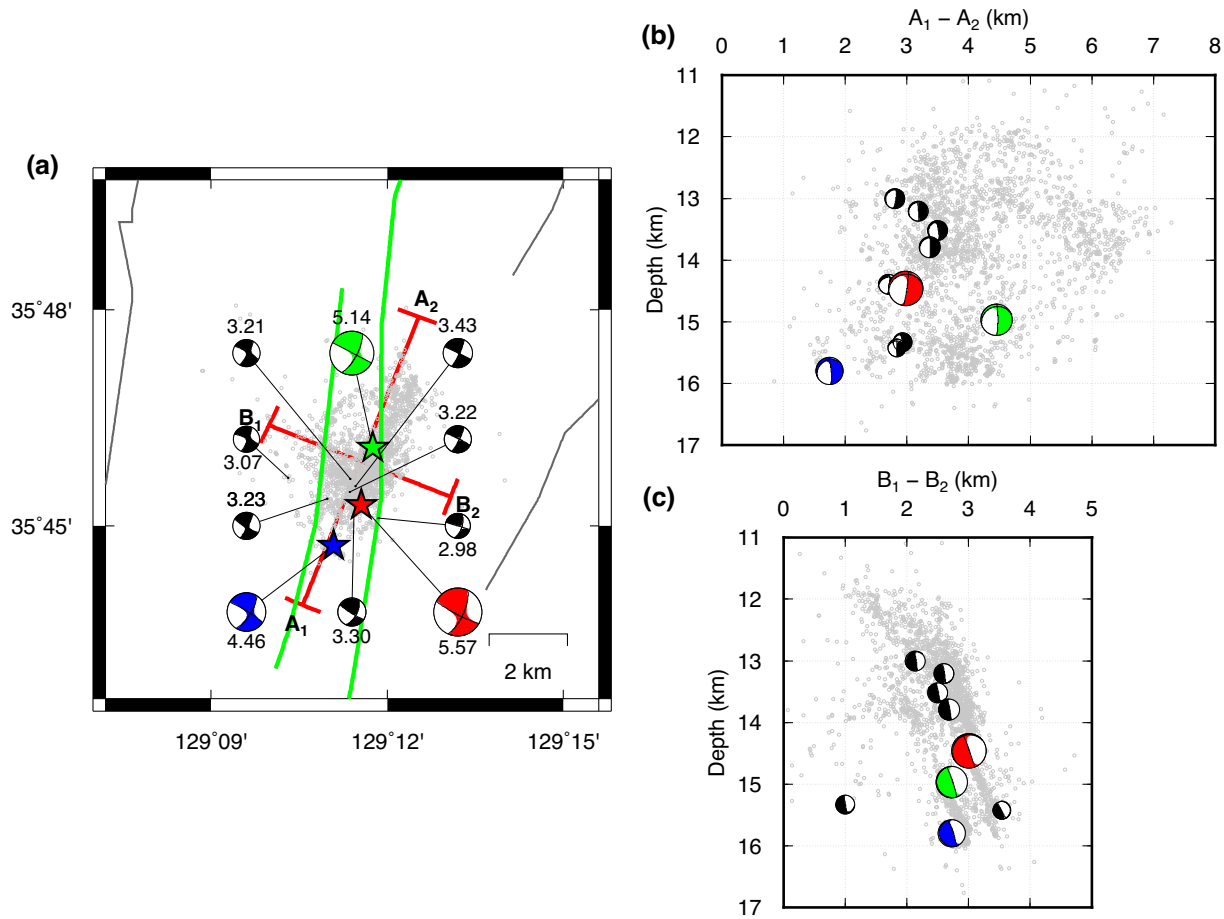 (a)
A₂
3.21
5.14
3.43
3.22
B₁
3.07
3.23
B₂
2.98
A₁
4.46
3.30
5.57
2 km
35°48'
35°45'
129°09'
129°12'
129°15'
(b)
A₁ – A₂ (km)
0 1 2 3 4 5 6 7 8
Depth (km)
11
12
13
14
15
16
17
(c)
B₁ – B₂ (km)
0 1 2 3 4 5
Depth (km)
11
12
13
14
15
16
17